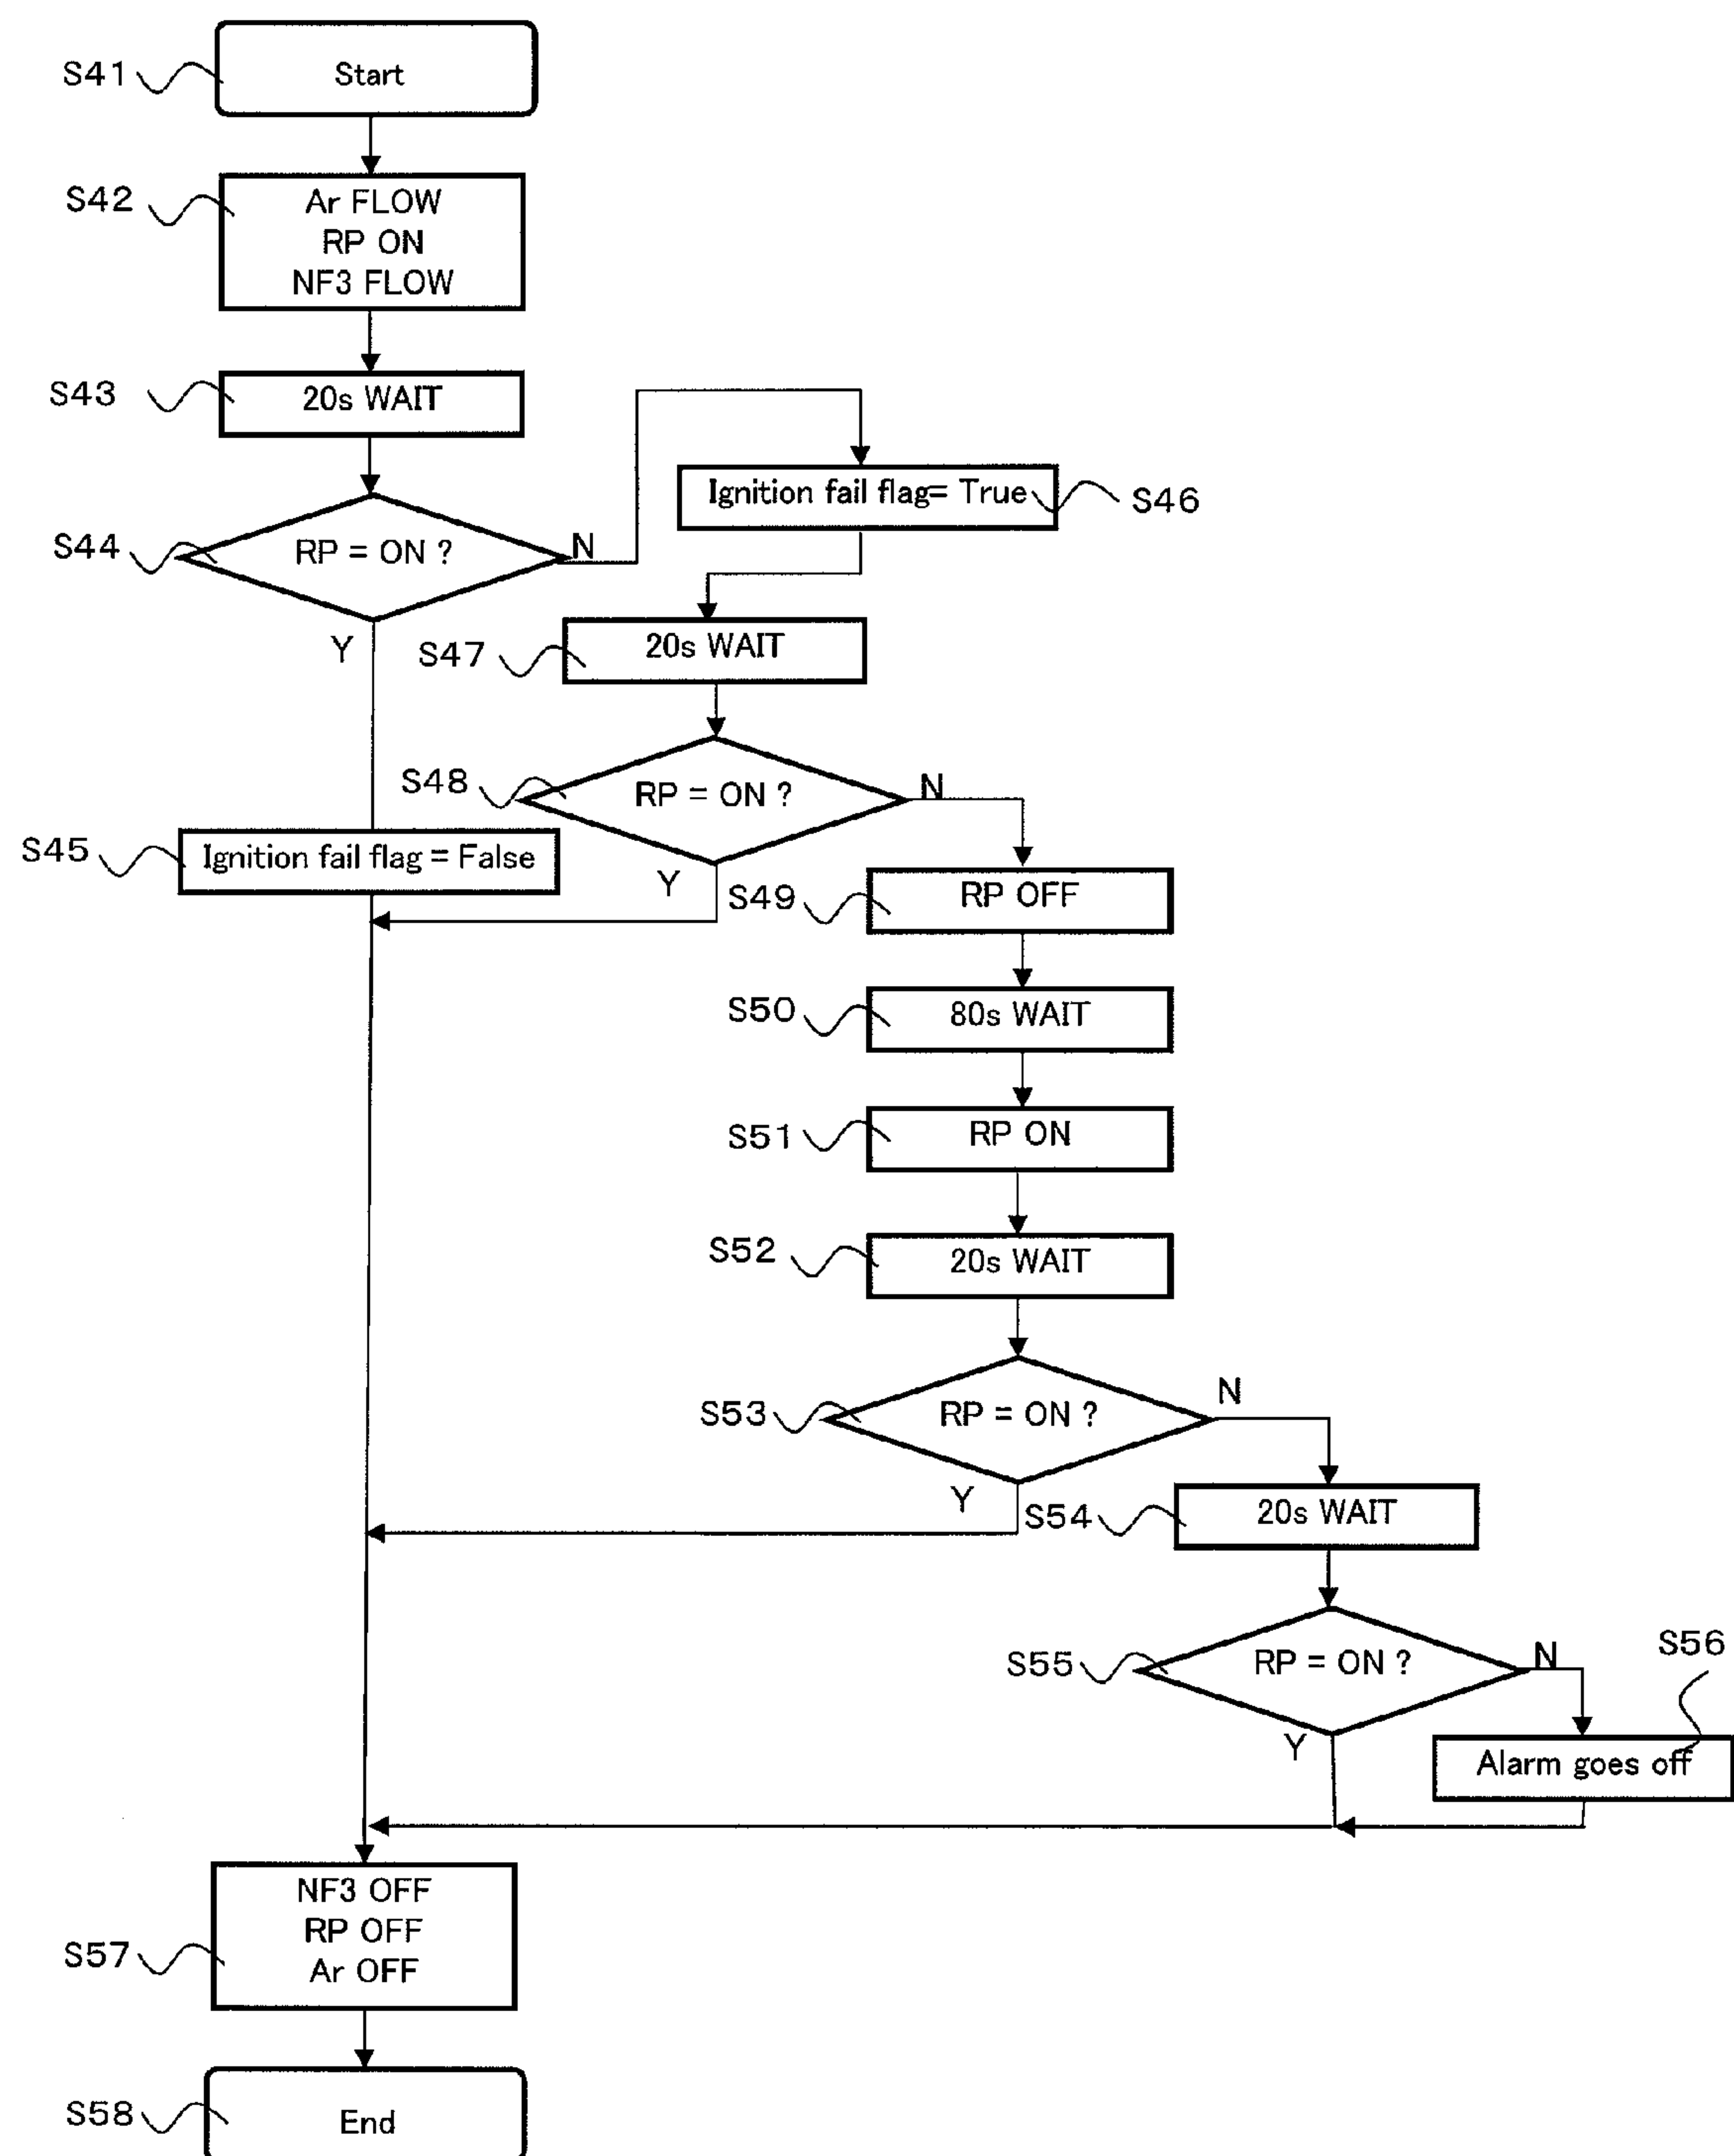 S41
Start
S42
Ar FLOW
RP ON
NF3 FLOW
S43
20s WAIT
S44
RP = ON ?
N
Y
Ignition fail flag= True
S46
S47
20s WAIT
S48
RP = ON ?
N
Y
S45
Ignition fail flag = False
S49
RP OFF
S50
80s WAIT
S51
RP ON
S52
20s WAIT
S53
RP = ON ?
N
Y
S54
20s WAIT
S55
RP = ON ?
N
Y
S56
Alarm goes off
S57
NF3 OFF
RP OFF
Ar OFF
S58
End